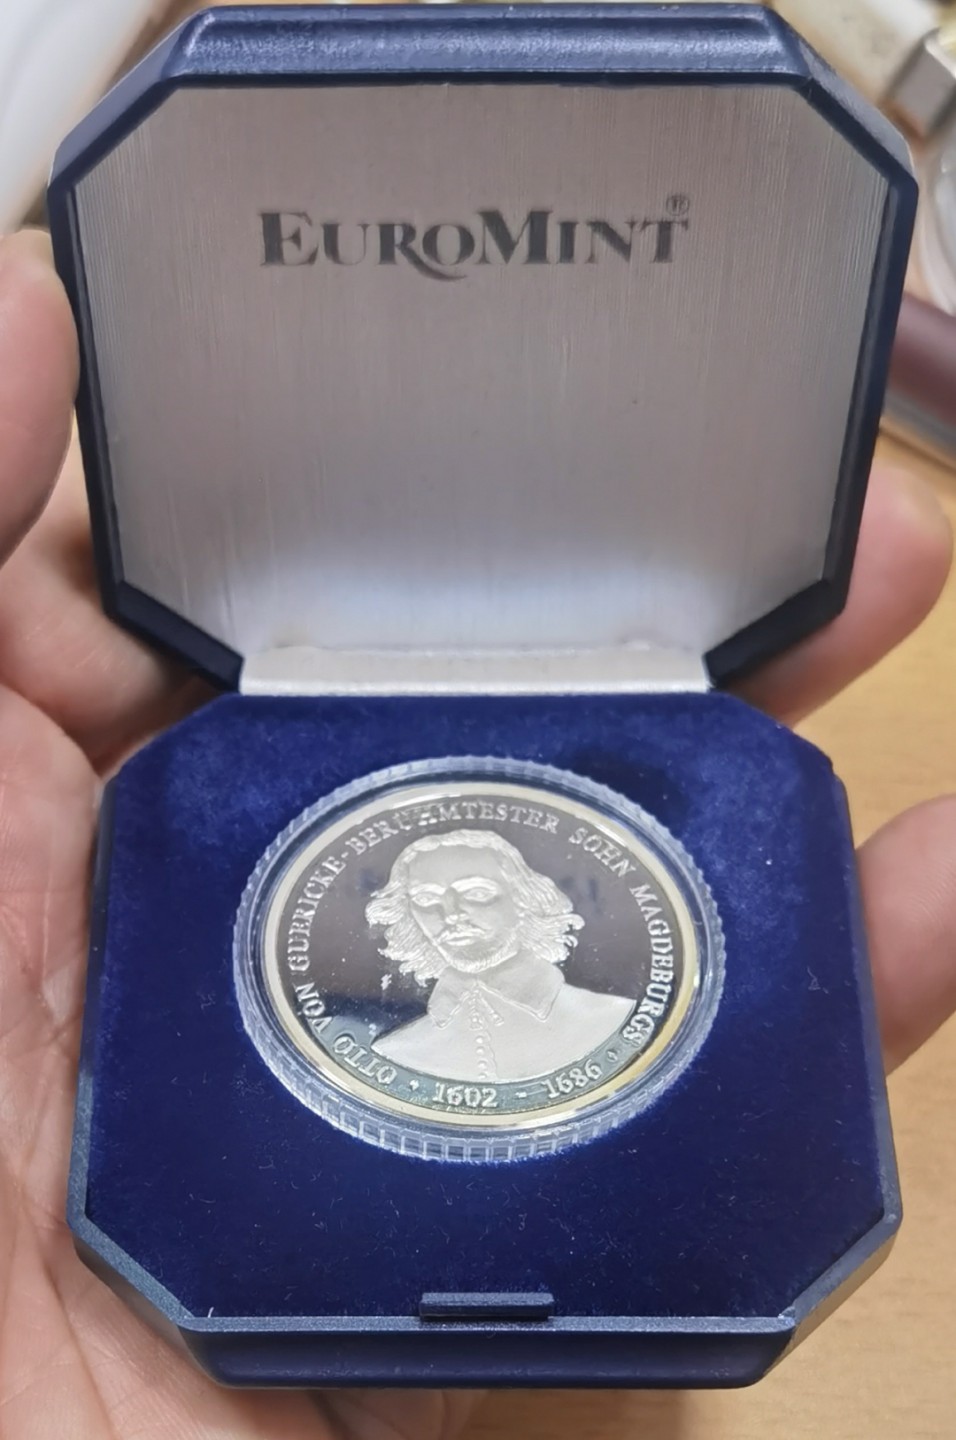 EUROMINT®
OTTO VON GUERICKE-BERÜHMTESTER SOHN MAGDEBURGS
• 1602 - 1686 •